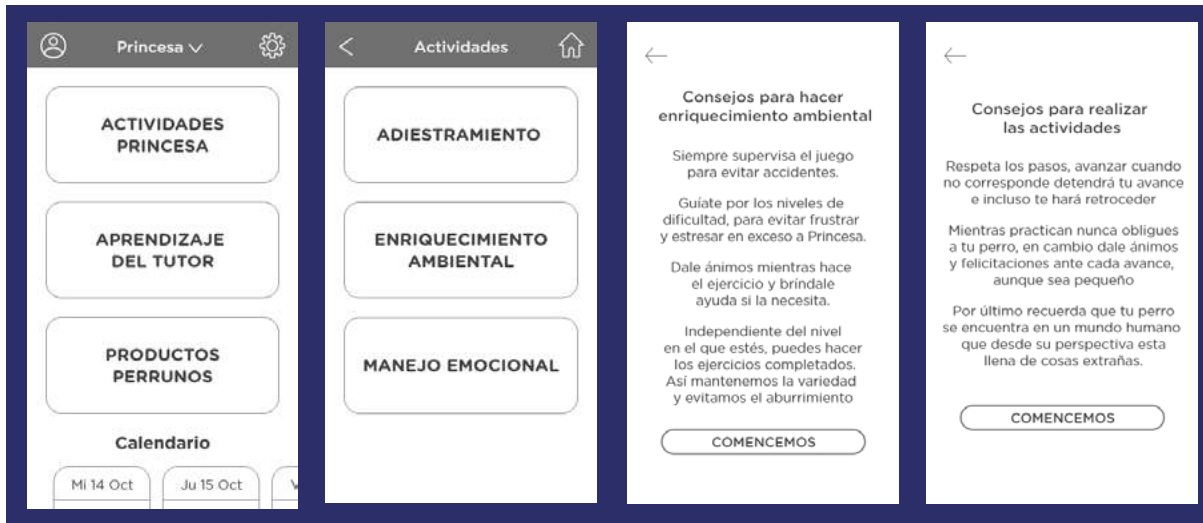 Princesa
ACTIVIDADES
PRINCESA
APRENDIZAJE
DEL TUTOR
PRODUCTOS
PERRUNOS
Calendario
Mi 14 Oct
Ju 15 Oct
Actividades
ADIESTRAMIENTO
ENRIQUECIMIENTO
AMBIENTAL
MANEJO EMOCIONAL
Consejos para hacer
enriquecimiento ambiental
Siempre supervisa el juego
para evitar accidentes.
Guíate por los niveles de
dificultad, para evitar frustrar
y estresar en exceso a Princesa.
Dale ánimos mientras hace
el ejercicio y bríndale
ayuda si la necesita.
Independiente del nivel
en el que estés, puedes hacer
los ejercicios completados.
Así mantenemos la variedad
y evitamos el aburrimiento
COMENCEMOS
Consejos para realizar
las actividades
Respeta los pasos, avanzar cuando
no corresponde detendrá tu avance
e incluso te hará retroceder
Mientras practican nunca obligues
a tu perro, en cambio dale ánimos
y felicitaciones ante cada avance,
aunque sea pequeño
Por último recuerda que tu perro
se encuentra en un mundo humano
que desde su perspectiva esta
llena de cosas extrañas.
COMENCEMOS